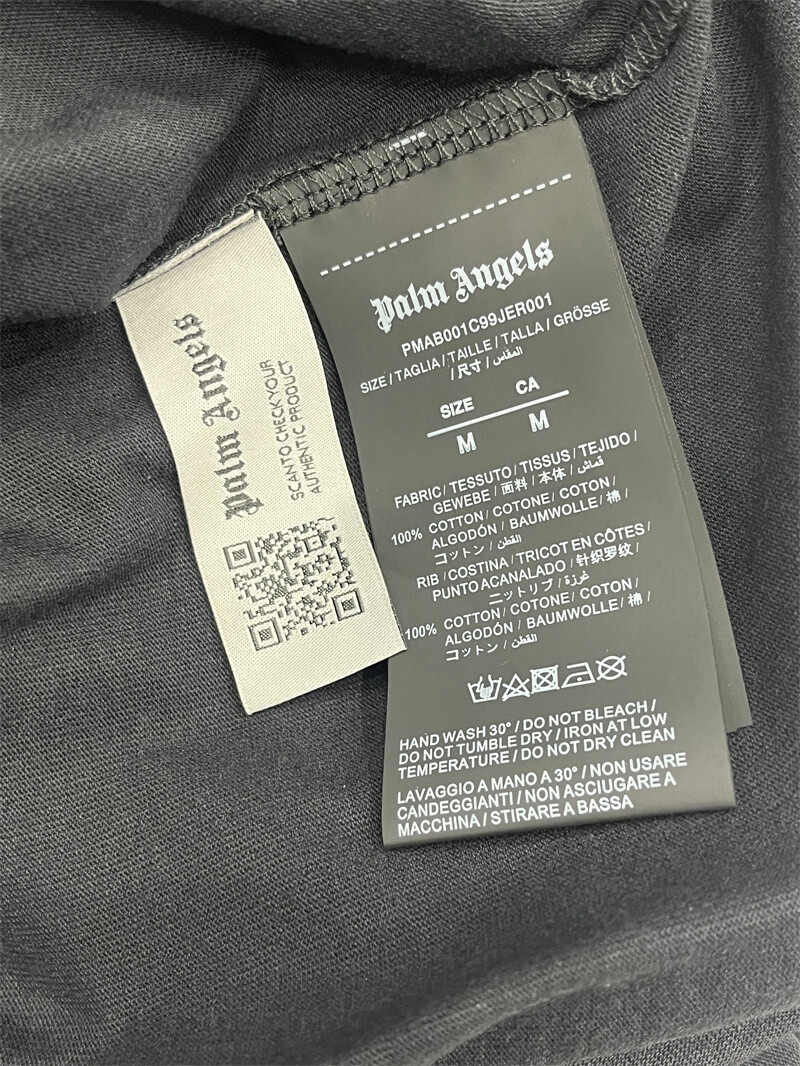 Palm Angels
SCAN TO CHECK YOUR
AUTHENTIC PRODUCT
Palm Angels
PMAB001C99JER001
SIZE / TAGLIA / TAILLE / TALLA / GRÖSSE
/ 尺寸 / المقاس
SIZE CA
M M
FABRIC / TESSUTO / TISSUS / TEJIDO /
GEWEBE / 面料 / 本体 / قماش
100% COTTON / COTONE / COTON /
ALGODÓN / BAUMWOLLE / 棉 /
コットン / القطن
RIB / COSTINA / TRICOT EN CÔTES /
PUNTO ACANALADO / 针织罗纹 /
ニットリブ / غرزة
100% COTTON / COTONE / COTON /
ALGODÓN / BAUMWOLLE / 棉 /
コットン / القطن
HAND WASH 30° / DO NOT BLEACH /
DO NOT TUMBLE DRY / IRON AT LOW
TEMPERATURE / DO NOT DRY CLEAN
LAVAGGIO A MANO A 30° / NON USARE
CANDEGGIANTI / NON ASCIUGARE A
MACCHINA / STIRARE A BASSA